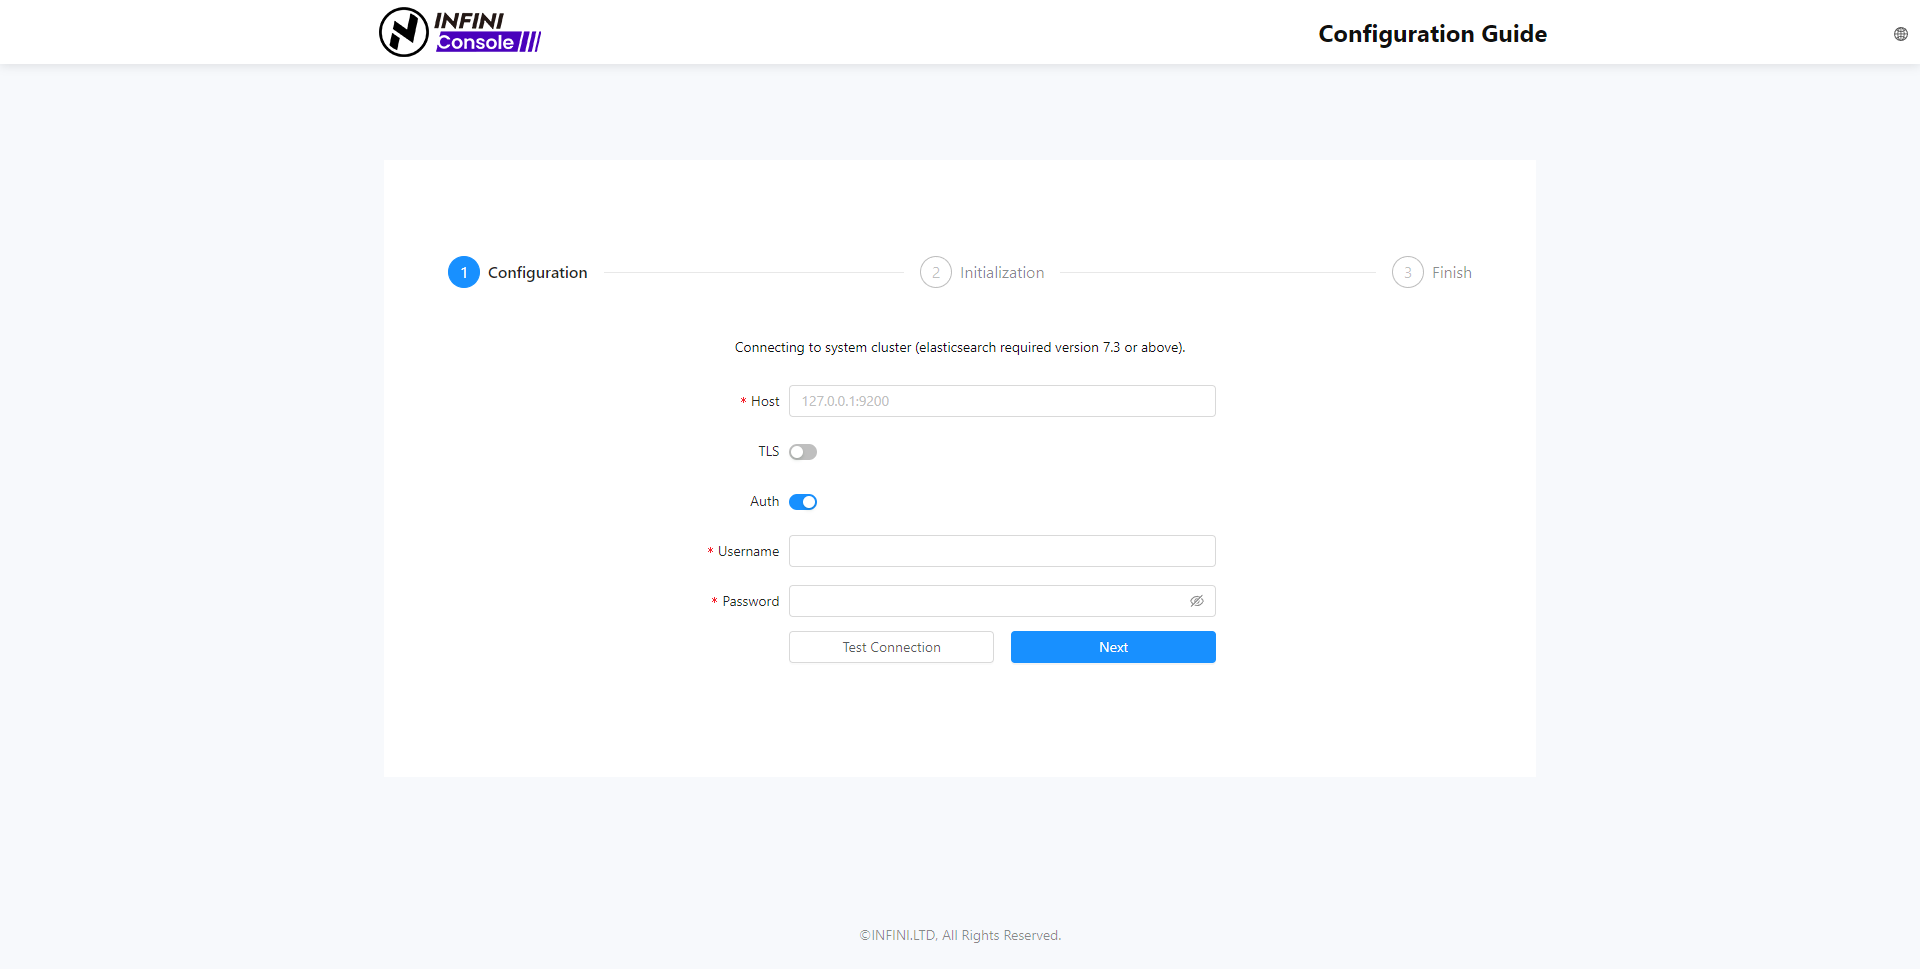 INFINI
Console
Configuration Guide
1 Configuration
2 Initialization
3 Finish
Connecting to system cluster (elasticsearch required version 7.3 or above).
* Host 127.0.0.1:9200
TLS
Auth
* Username
* Password
Test Connection
Next
©INFINI.LTD, All Rights Reserved.